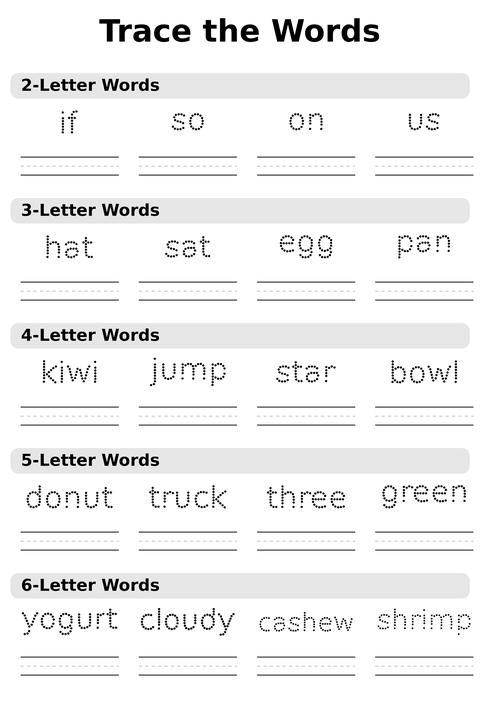 Trace the Words
2-Letter Words
if so on us
3-Letter Words
hat sat egg pan
4-Letter Words
kiwi jump star bowl
5-Letter Words
donut truck three green
6-Letter Words
yogurt cloudy cashew shrimp